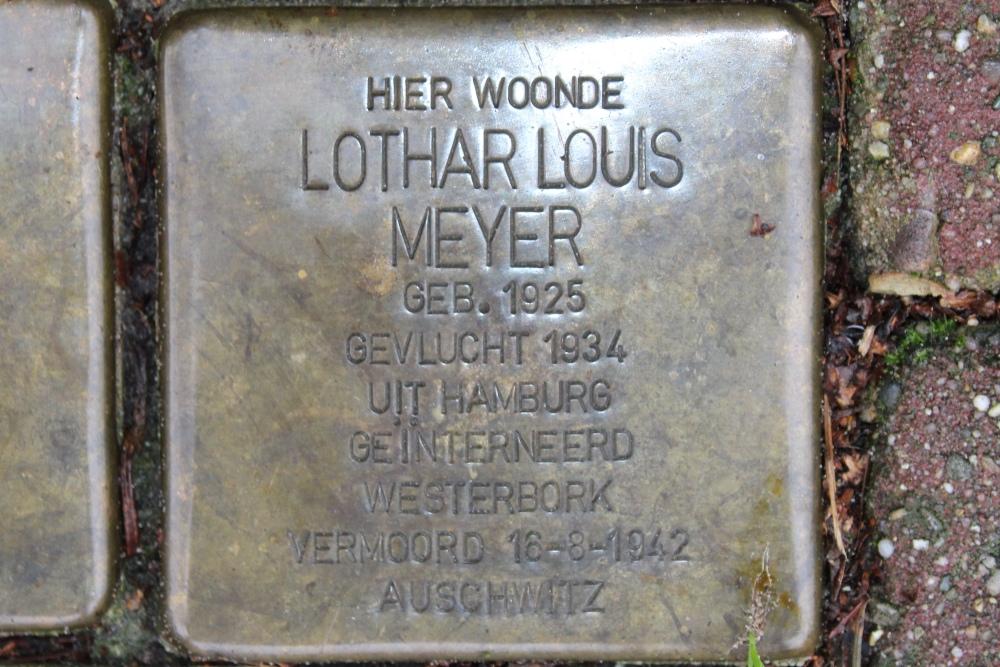 HIER WOONDE
LOTHAR LOUIS
MEYER
GEB. 1925
GEVLUCHT 1934
UIT HAMBURG
GEÏNTERNEERD
WESTERBORK
VERMOORD 16-8-1942
AUSCHWITZ